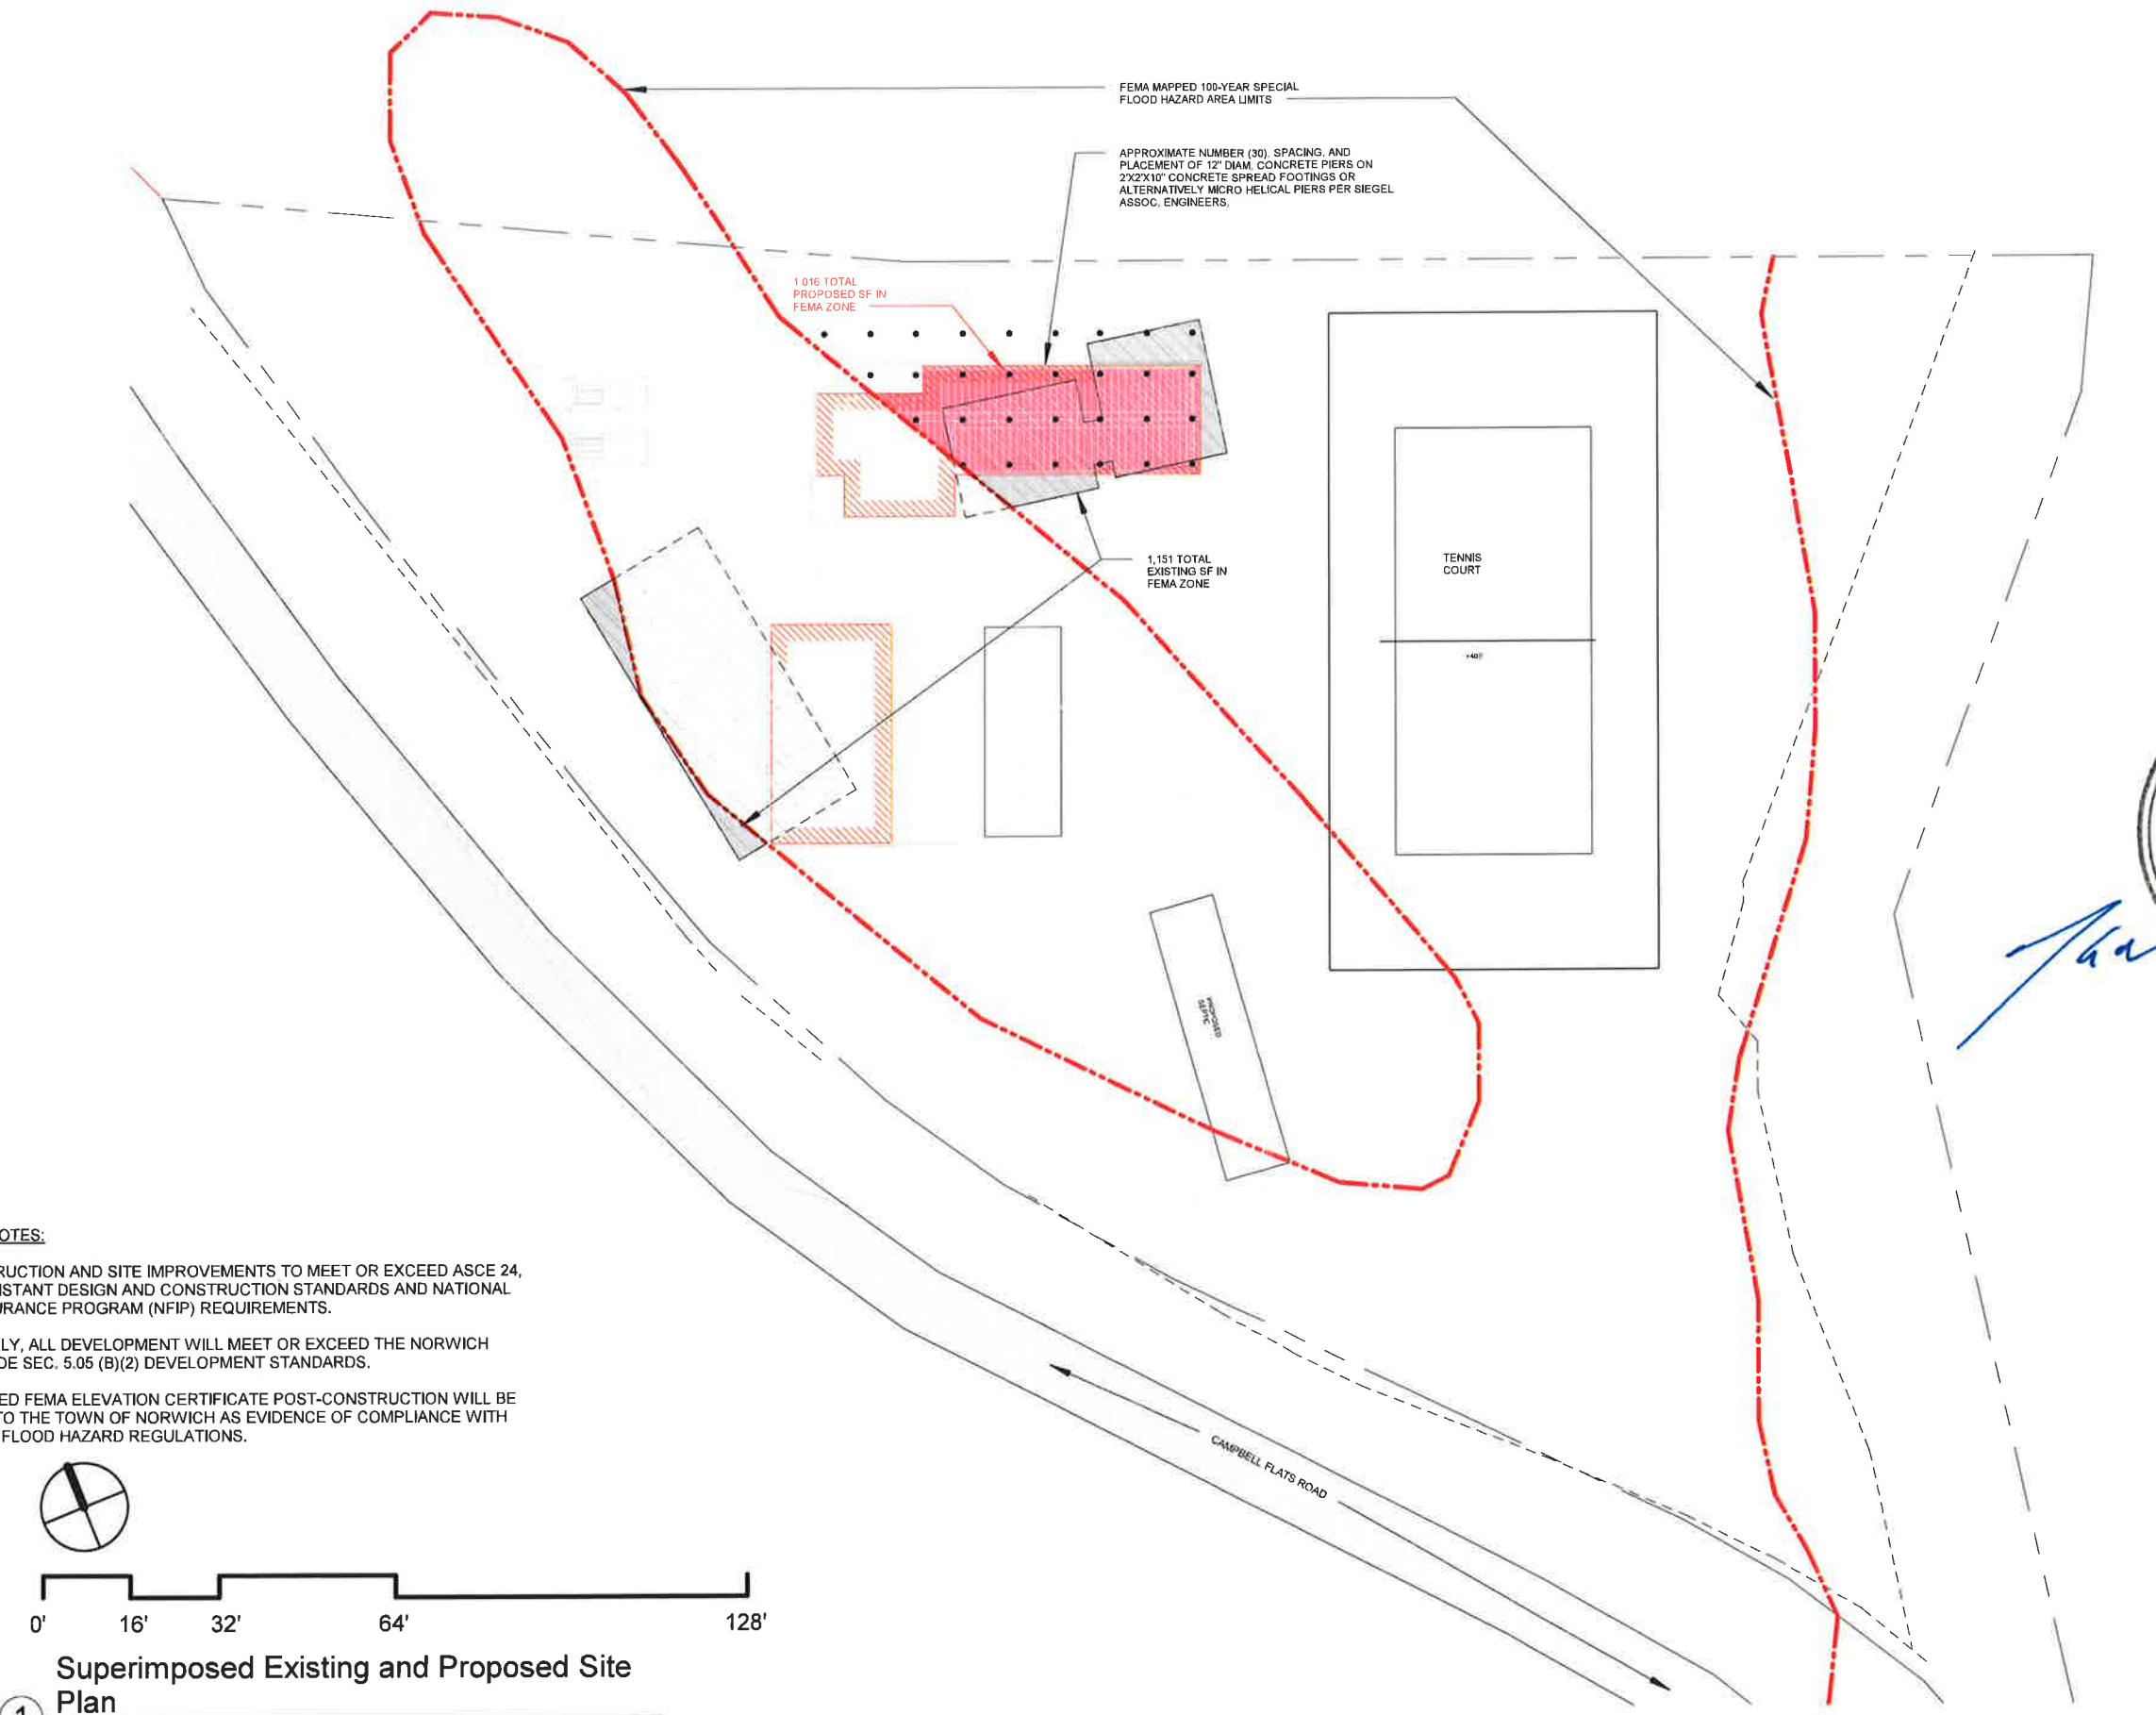 FEMA MAPPED 100-YEAR SPECIAL
FLOOD HAZARD AREA LIMITS
APPROXIMATE NUMBER (30), SPACING, AND
PLACEMENT OF 12" DIAM. CONCRETE PIERS ON
2'X2'X10" CONCRETE SPREAD FOOTINGS OR
ALTERNATIVELY MICRO HELICAL PIERS PER SIEGEL
ASSOC. ENGINEERS.
1 016 TOTAL
PROPOSED SF IN
FEMA ZONE
1,151 TOTAL
EXISTING SF IN
FEMA ZONE
TENNIS
COURT
PROPOSED
SEPTIC
OTES:
RUCTION AND SITE IMPROVEMENTS TO MEET OR EXCEED ASCE 24,
ISTANT DESIGN AND CONSTRUCTION STANDARDS AND NATIONAL
URANCE PROGRAM (NFIP) REQUIREMENTS.
LY, ALL DEVELOPMENT WILL MEET OR EXCEED THE NORWICH
DE SEC. 5.05 (B)(2) DEVELOPMENT STANDARDS.
ED FEMA ELEVATION CERTIFICATE POST-CONSTRUCTION WILL BE
TO THE TOWN OF NORWICH AS EVIDENCE OF COMPLIANCE WITH
FLOOD HAZARD REGULATIONS.
CAMPBELL FLATS ROAD
0' 16' 32' 64' 128'
Superimposed Existing and Proposed Site
Plan
1